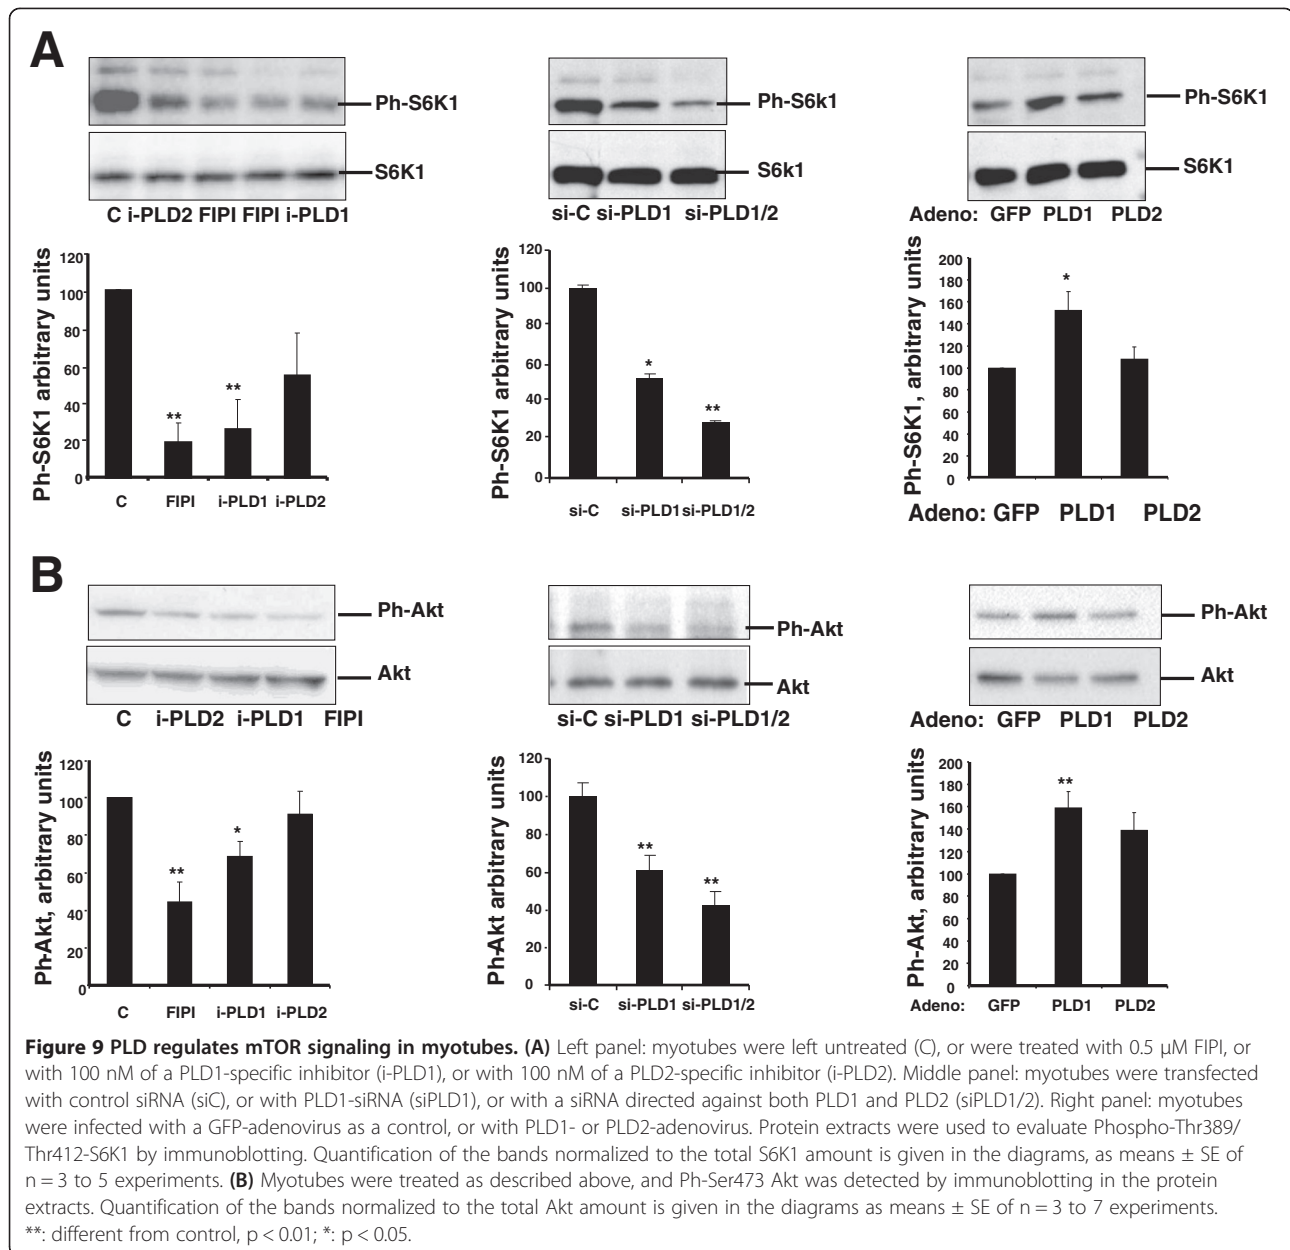 A
Ph-S6K1
S6K1
C i-PLD2 FIPI FIPI i-PLD1
Ph-S6K1 arbitrary units
120
100
80
60
40
20
0
**
**
C FIPI i-PLD1 i-PLD2
Ph-S6k1
S6k1
si-C si-PLD1 si-PLD1/2
Ph-S6K1 arbitrary units
120
100
80
60
40
20
0
*
**
si-C si-PLD1 si-PLD1/2
Ph-S6K1
S6K1
Adeno: GFP PLD1 PLD2
Ph-S6K1, arbitrary units
200
180
160
140
120
100
80
60
40
20
0
*
Adeno: GFP PLD1 PLD2
B
Ph-Akt
Akt
C i-PLD2 i-PLD1 FIPI
Ph-Akt, arbitrary units
120
100
80
60
40
20
0
**
*
C FIPI i-PLD1 i-PLD2
Ph-Akt
Akt
si-C si-PLD1 si-PLD1/2
Ph-Akt arbitrary units
120
100
80
60
40
20
0
**
**
si-C si-PLD1 si-PLD1/2
Ph-Akt
Akt
Adeno: GFP PLD1 PLD2
Ph-Akt, arbitrary units
200
180
160
140
120
100
80
60
40
20
0
**
Adeno: GFP PLD1 PLD2
Figure 9 PLD regulates mTOR signaling in myotubes. (A) Left panel: myotubes were left untreated (C), or were treated with 0.5 μM FIPI, or
with 100 nM of a PLD1-specific inhibitor (i-PLD1), or with 100 nM of a PLD2-specific inhibitor (i-PLD2). Middle panel: myotubes were transfected
with control siRNA (siC), or with PLD1-siRNA (siPLD1), or with a siRNA directed against both PLD1 and PLD2 (siPLD1/2). Right panel: myotubes
were infected with a GFP-adenovirus as a control, or with PLD1- or PLD2-adenovirus. Protein extracts were used to evaluate Phospho-Thr389/
Thr412-S6K1 by immunoblotting. Quantification of the bands normalized to the total S6K1 amount is given in the diagrams, as means ± SE of
n = 3 to 5 experiments. (B) Myotubes were treated as described above, and Ph-Ser473 Akt was detected by immunoblotting in the protein
extracts. Quantification of the bands normalized to the total Akt amount is given in the diagrams as means ± SE of n = 3 to 7 experiments.
**: different from control, p < 0.01; *: p < 0.05.